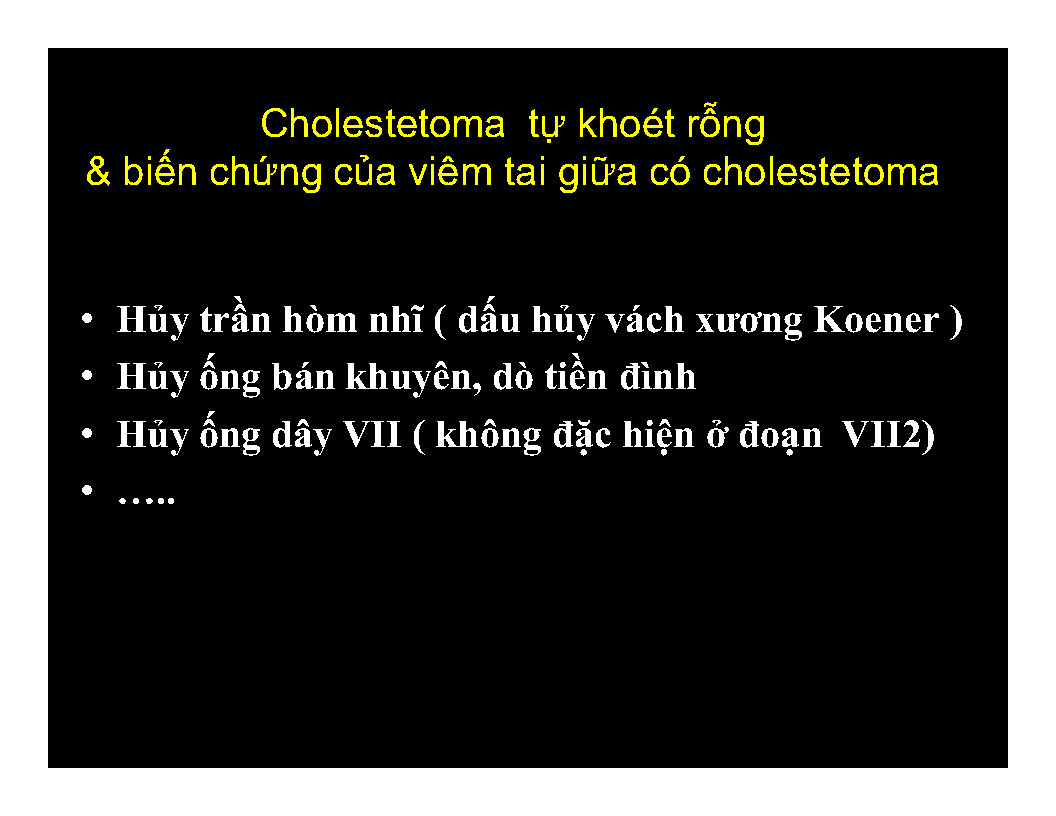 Cholestetoma tự khoét rỗng
& biến chứng của viêm tai giữa có cholestetoma
• Hủy trần hòm nhĩ ( dấu hủy vách xương Koener )
• Hủy ống bán khuyên, dò tiền đình
• Hủy ống dây VII ( không đặc hiện ở đoạn VII2)
• …..